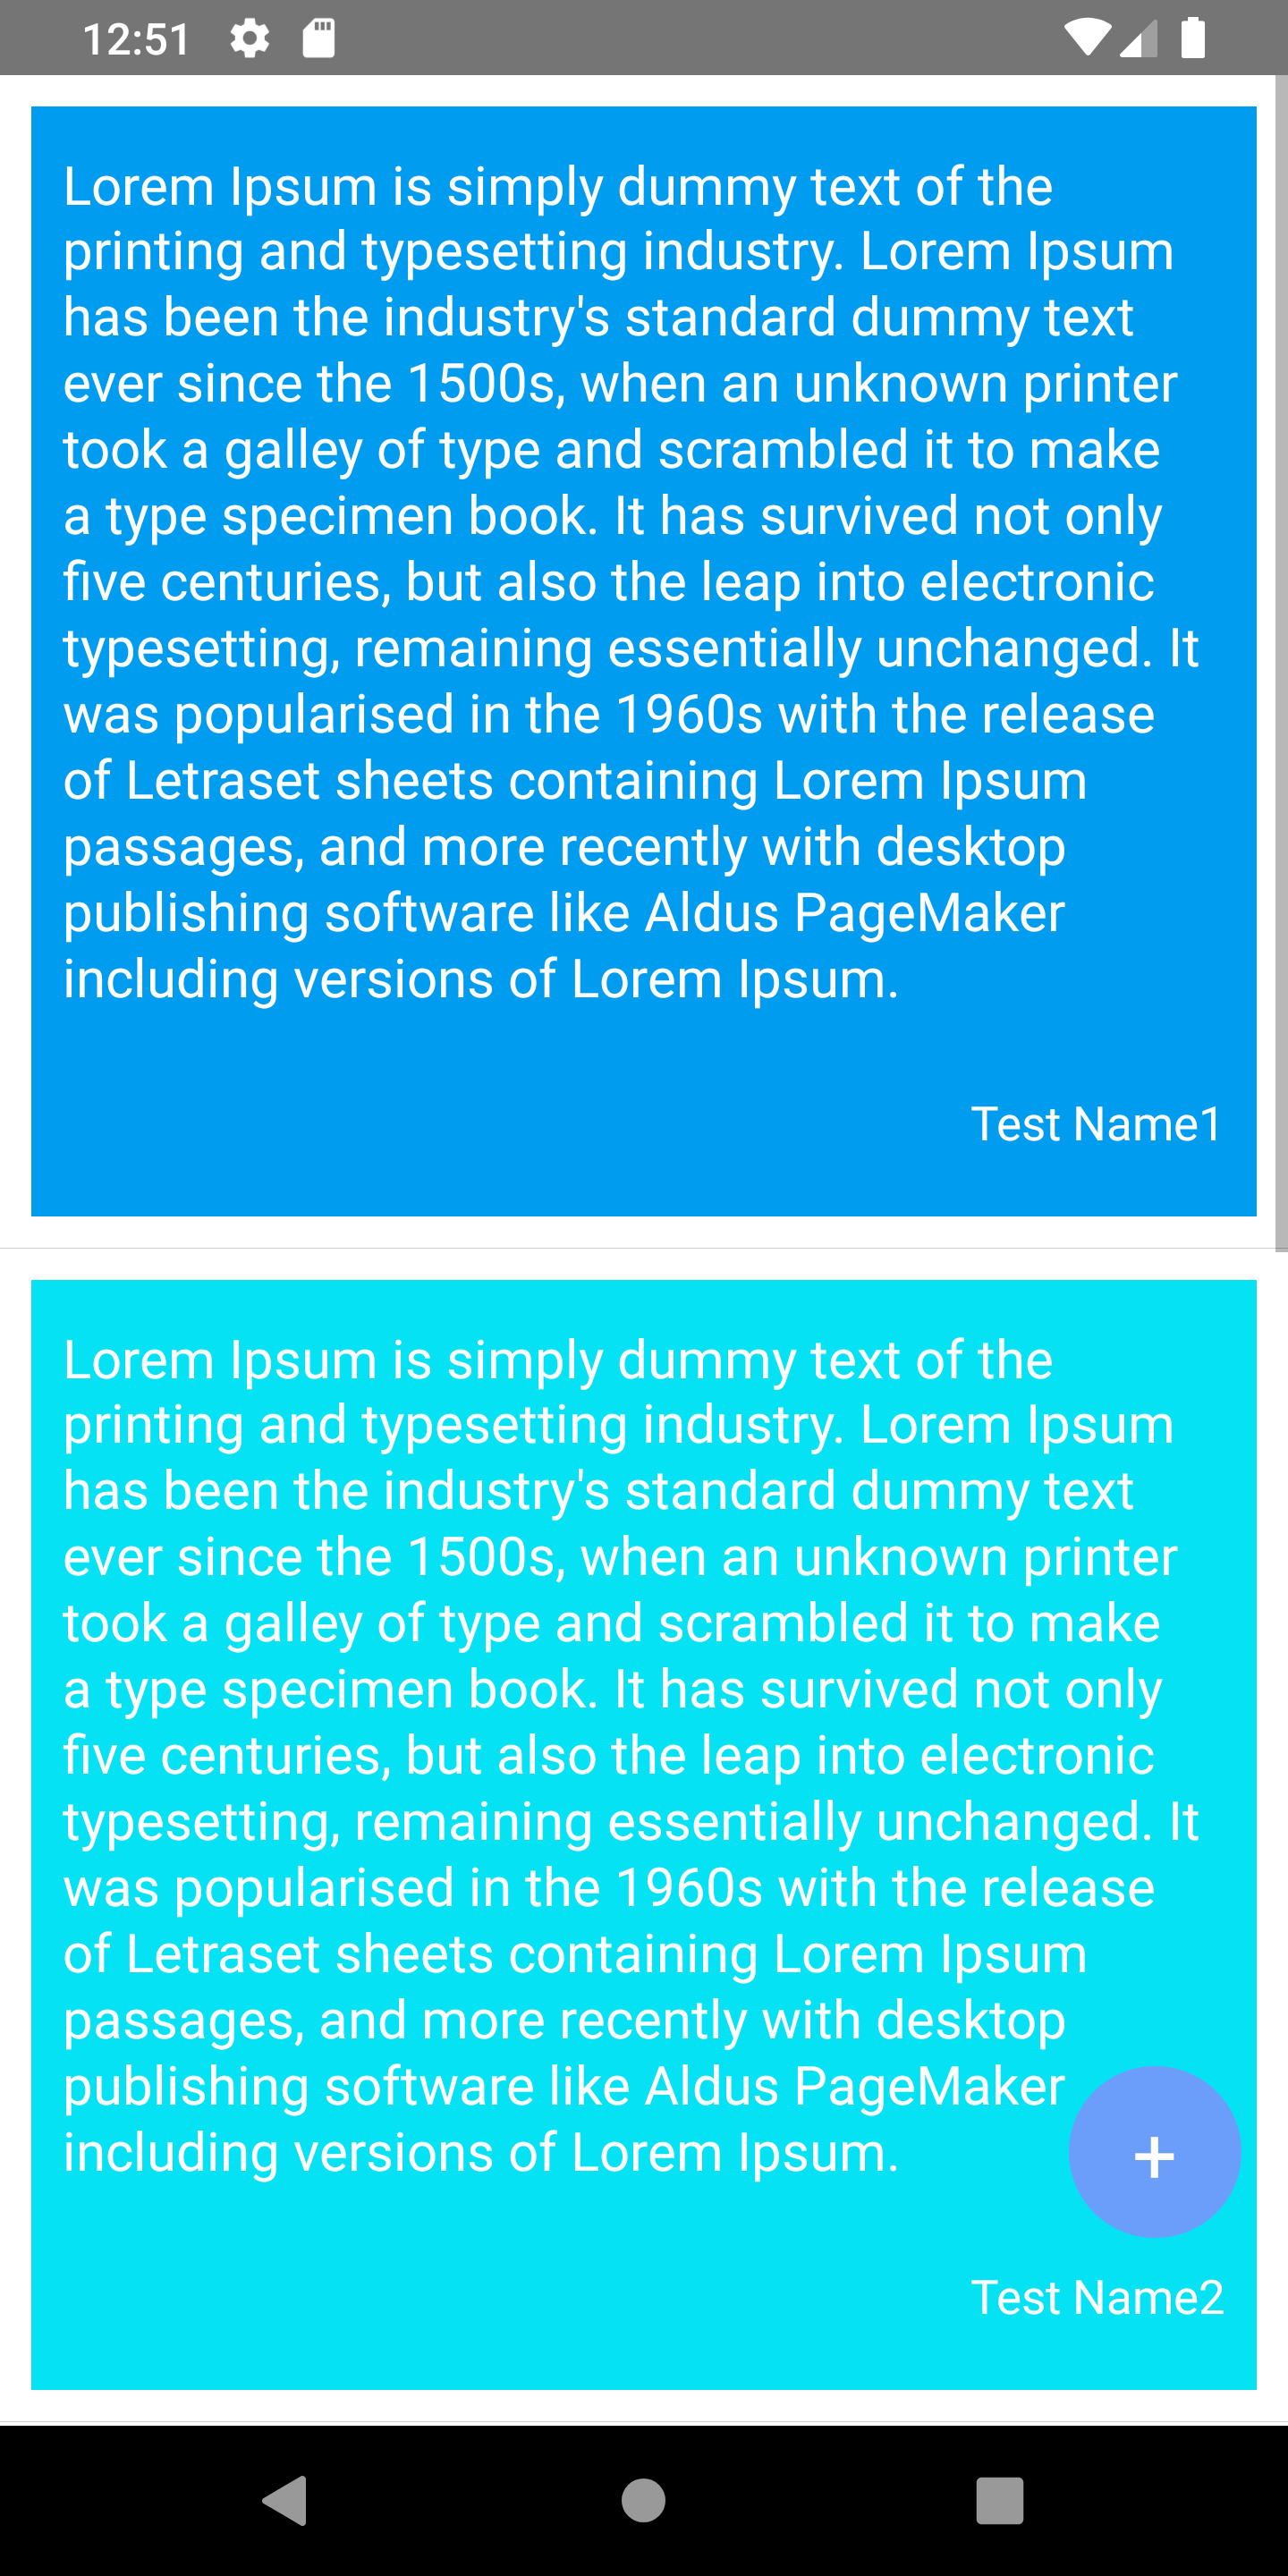 12:51
Lorem Ipsum is simply dummy text of the
printing and typesetting industry. Lorem Ipsum
has been the industry's standard dummy text
ever since the 1500s, when an unknown printer
took a galley of type and scrambled it to make
a type specimen book. It has survived not only
five centuries, but also the leap into electronic
typesetting, remaining essentially unchanged. It
was popularised in the 1960s with the release
of Letraset sheets containing Lorem Ipsum
passages, and more recently with desktop
publishing software like Aldus PageMaker
including versions of Lorem Ipsum.
Test Name1
Lorem Ipsum is simply dummy text of the
printing and typesetting industry. Lorem Ipsum
has been the industry's standard dummy text
ever since the 1500s, when an unknown printer
took a galley of type and scrambled it to make
a type specimen book. It has survived not only
five centuries, but also the leap into electronic
typesetting, remaining essentially unchanged. It
was popularised in the 1960s with the release
of Letraset sheets containing Lorem Ipsum
passages, and more recently with desktop
publishing software like Aldus PageMaker
including versions of Lorem Ipsum.
+
Test Name2